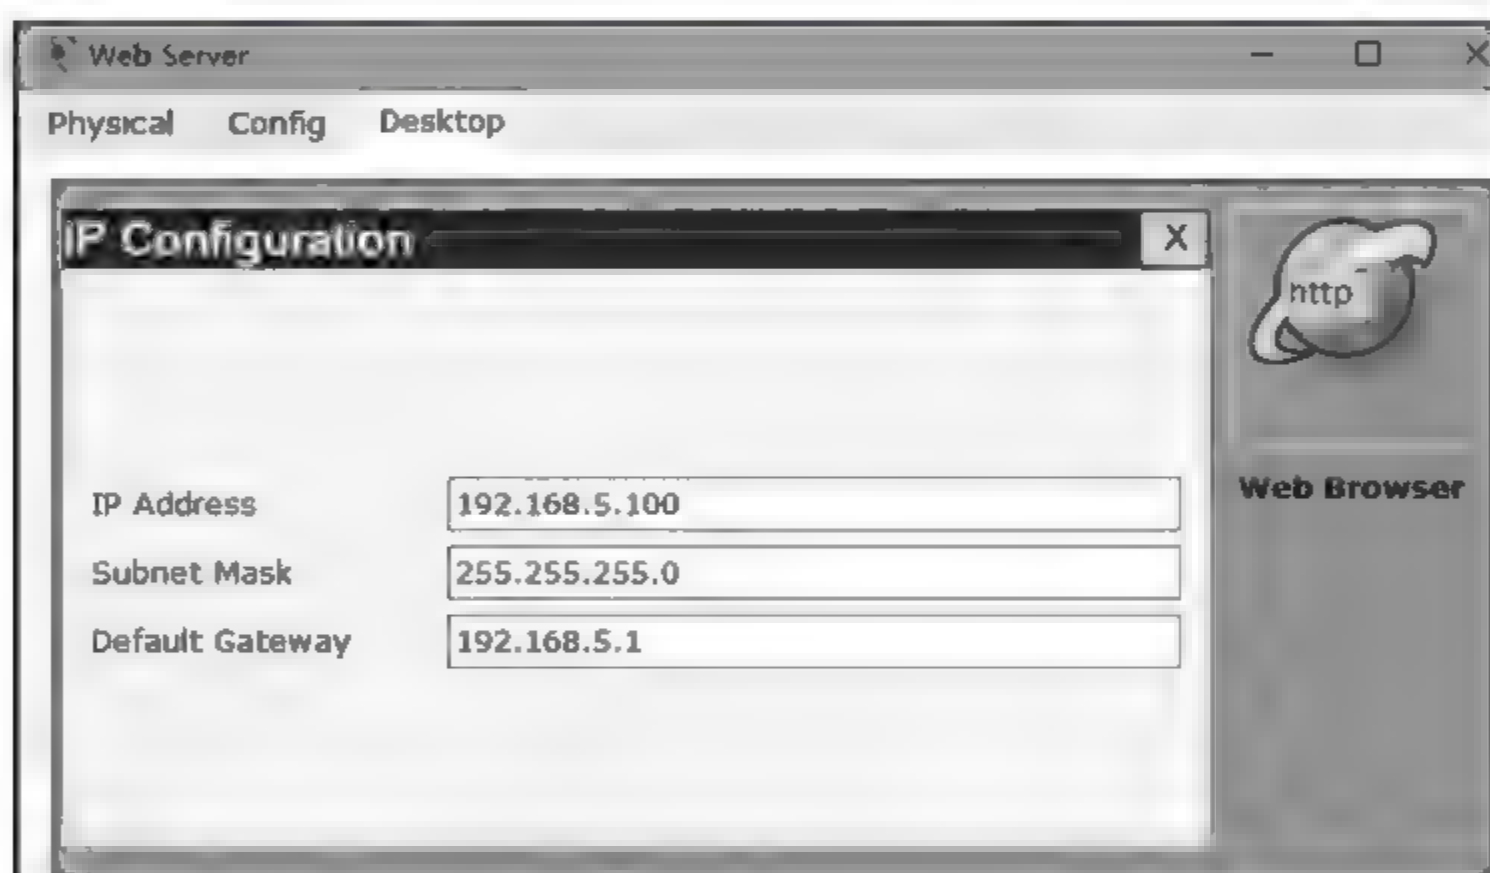 Web Server
Physical Config Desktop
IP Configuration X
http
IP Address 192.168.5.100
Web Browser
Subnet Mask 255.255.255.0
Default Gateway 192.168.5.1